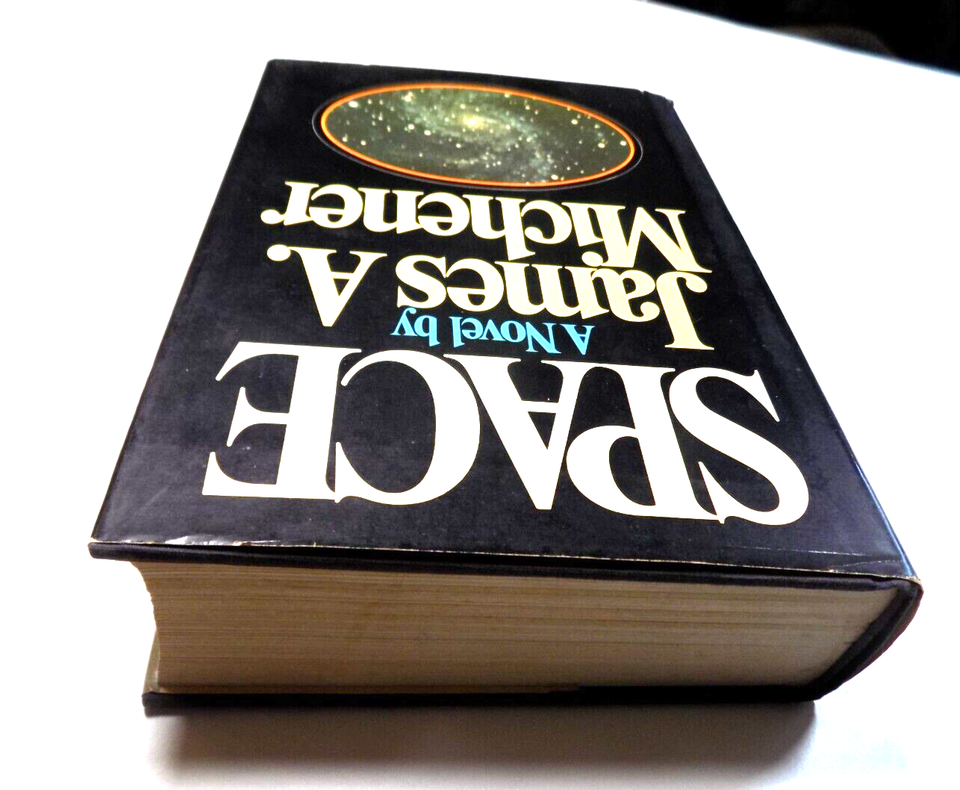 SPACE
A Novel by
James A.
Michener